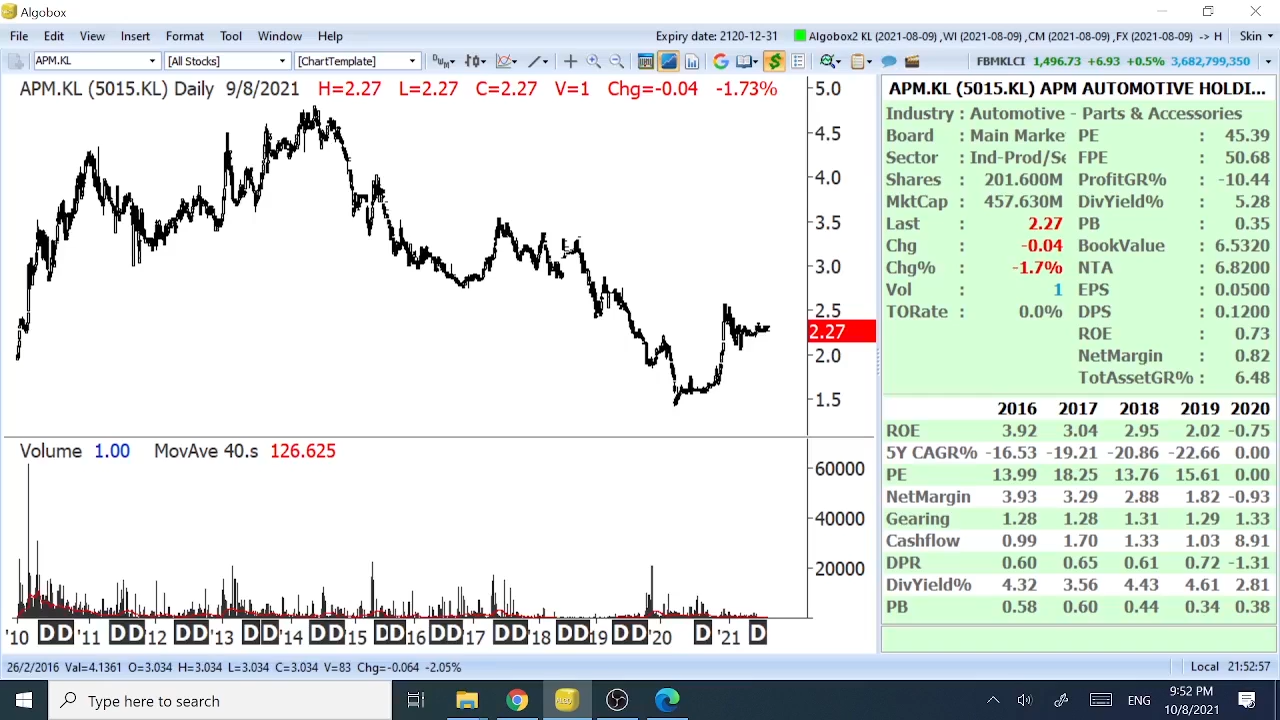 Algobox
File Edit View Insert Format Tool Window Help Expiry date: 2120-12-31 Algobox2 KL (2021-08-09) ,WI (2021-08-09) ,CM (2021-08-09) ,FX (2021-08-09) -> H Skin
APM.KL [All Stocks] [ChartTemplate] FBMKLCI 1,496.73 +6.93 +0.5% 3,682,799,350
APM.KL (5015.KL) Daily 9/8/2021 H=2.27 L=2.27 C=2.27 V=1 Chg=-0.04 -1.73%
5.0
4.5
4.0
3.5
3.0
2.5
2.27
2.0
1.5
Volume 1.00 MovAve 40.s 126.625
60000
40000
20000
'10 D D '11 D D '12 D D '13 D D '14 D D '15 D D 16 D D '17 D D '18 D D 19 D D '20 D '21 D
APM.KL (5015.KL) APM AUTOMOTIVE HOLDI...
Industry : Automotive - Parts & Accessories
Board : Main Marke PE : 45.39
Sector : Ind-Prod/Se FPE : 50.68
Shares : 201.600M ProfitGR% : -10.44
MktCap : 457.630M DivYield% : 5.28
Last : 2.27 PB : 0.35
Chg : -0.04 BookValue : 6.5320
Chg% : -1.7% NTA : 6.8200
Vol : 1 EPS : 0.0500
TORate : 0.0% DPS : 0.1200
ROE : 0.73
NetMargin : 0.82
TotAssetGR% : 6.48
2016 2017 2018 2019 2020
ROE 3.92 3.04 2.95 2.02 -0.75
5Y CAGR% -16.53 -19.21 -20.86 -22.66 0.00
PE 13.99 18.25 13.76 15.61 0.00
NetMargin 3.93 3.29 2.88 1.82 -0.93
Gearing 1.28 1.28 1.31 1.29 1.33
Cashflow 0.99 1.70 1.33 1.03 8.91
DPR 0.60 0.65 0.61 0.72 -1.31
DivYield% 4.32 3.56 4.43 4.61 2.81
PB 0.58 0.60 0.44 0.34 0.38
26/2/2016 Val=4.1361 O=3.034 H=3.034 L=3.034 C=3.034 V=83 Chg=-0.064 -2.05% Local 21:52:57
Type here to search ENG 9:52 PM
10/8/2021